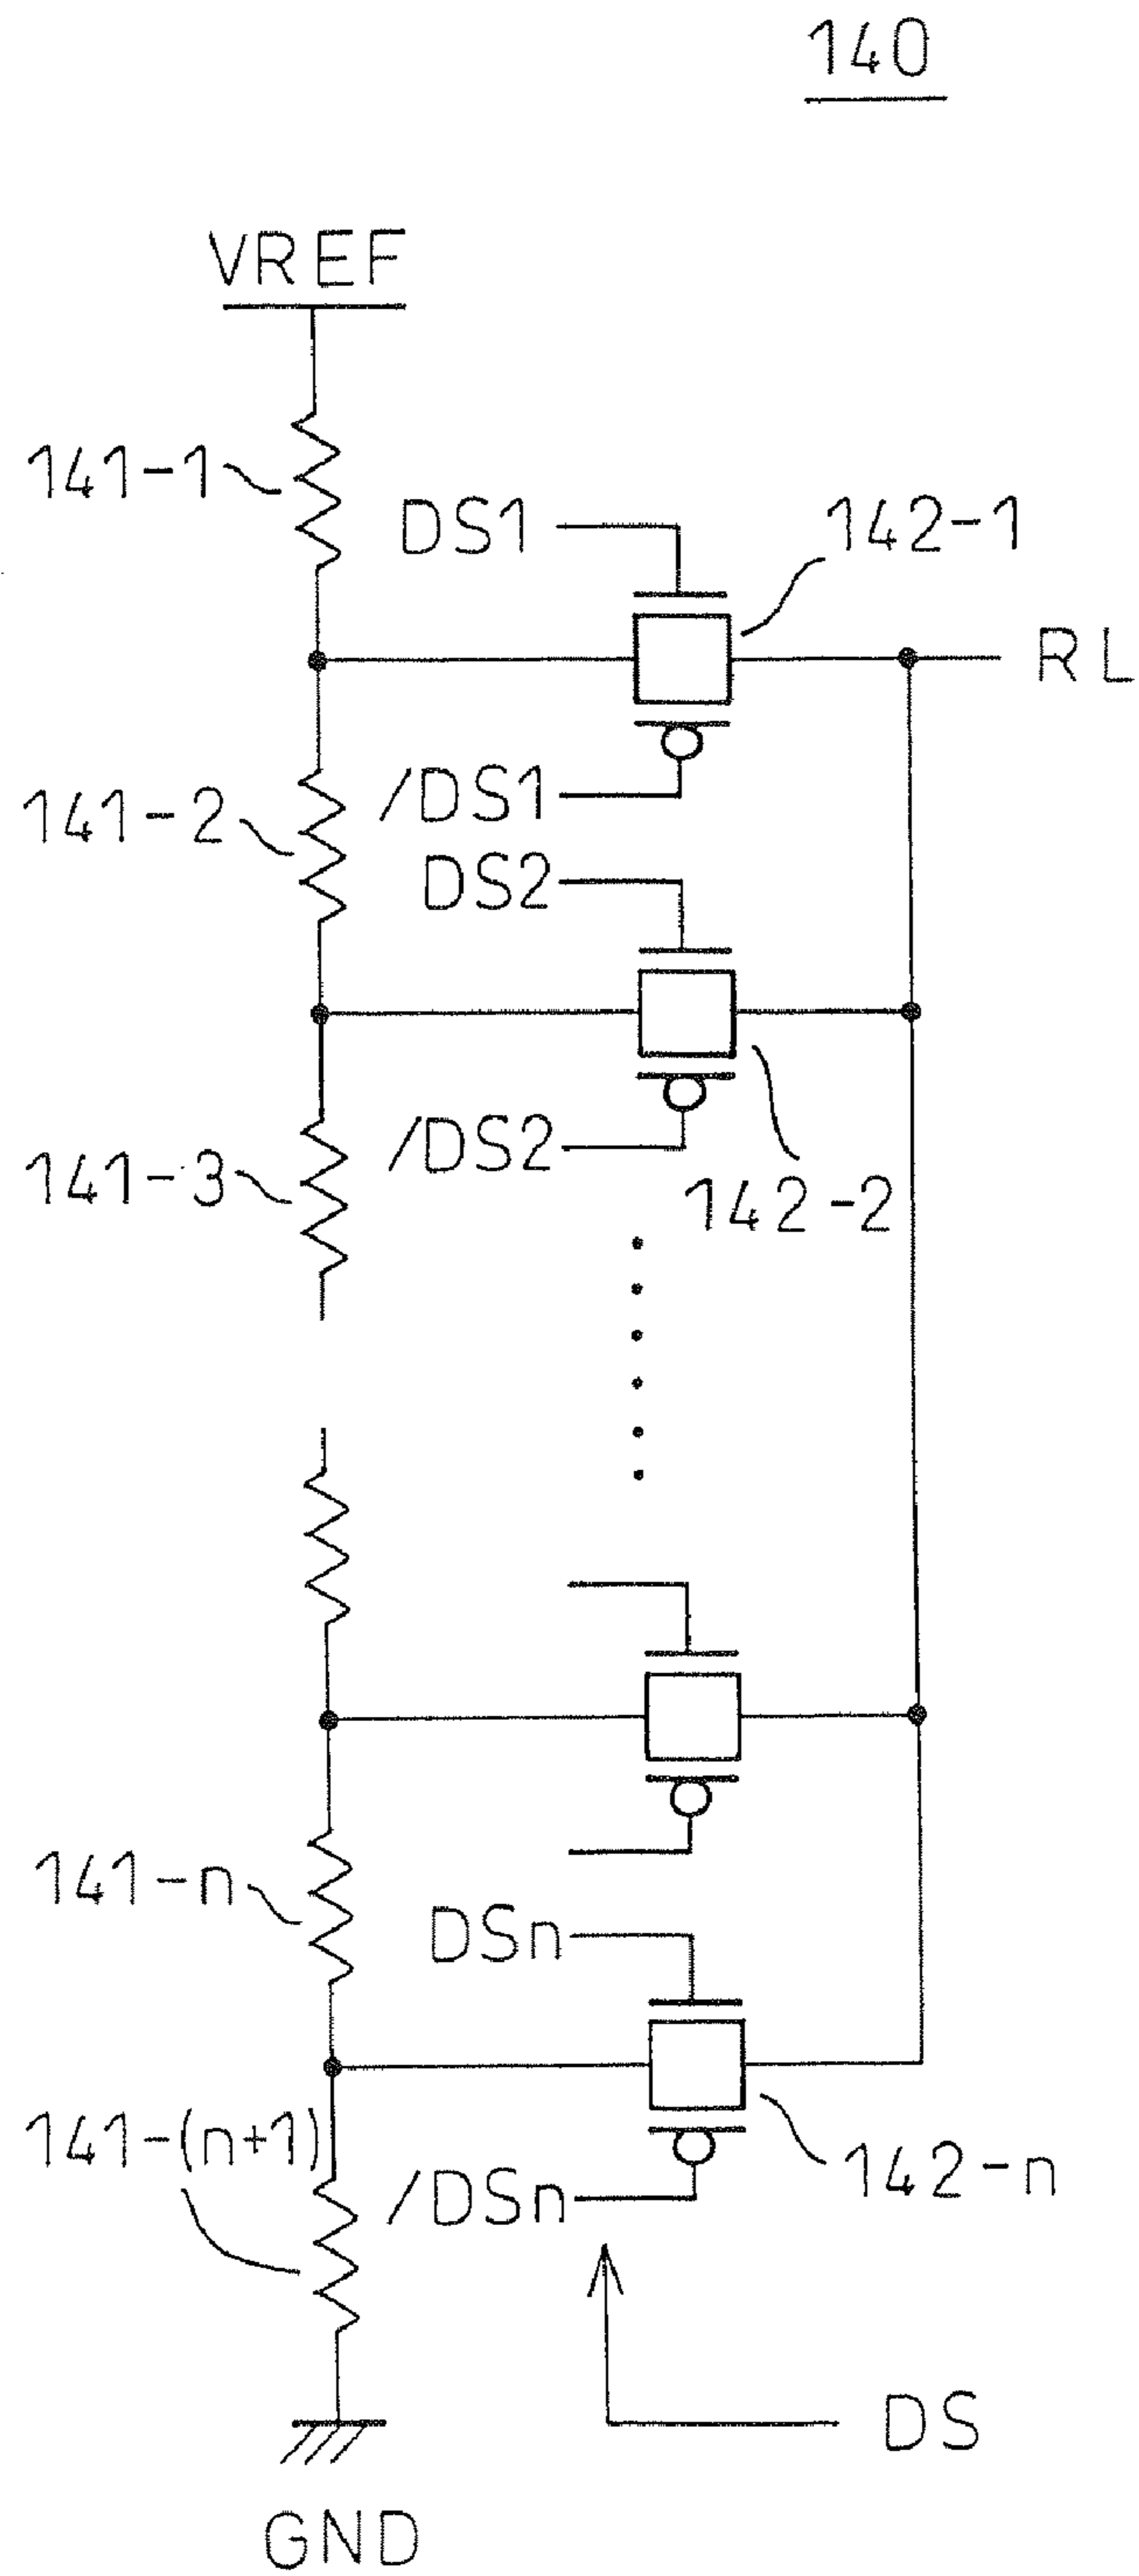 140
VREF
141-1
DS1
142-1
RL
/DS1
141-2
DS2
/DS2
141-3
142-2
141-n
DSn
141-(n+1)
142-n
/DSn
DS
GND